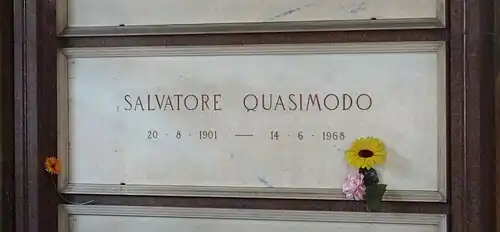 SALVATORE QUASIMODO
20 · 8 · 1901 — 14 · 6 · 1968